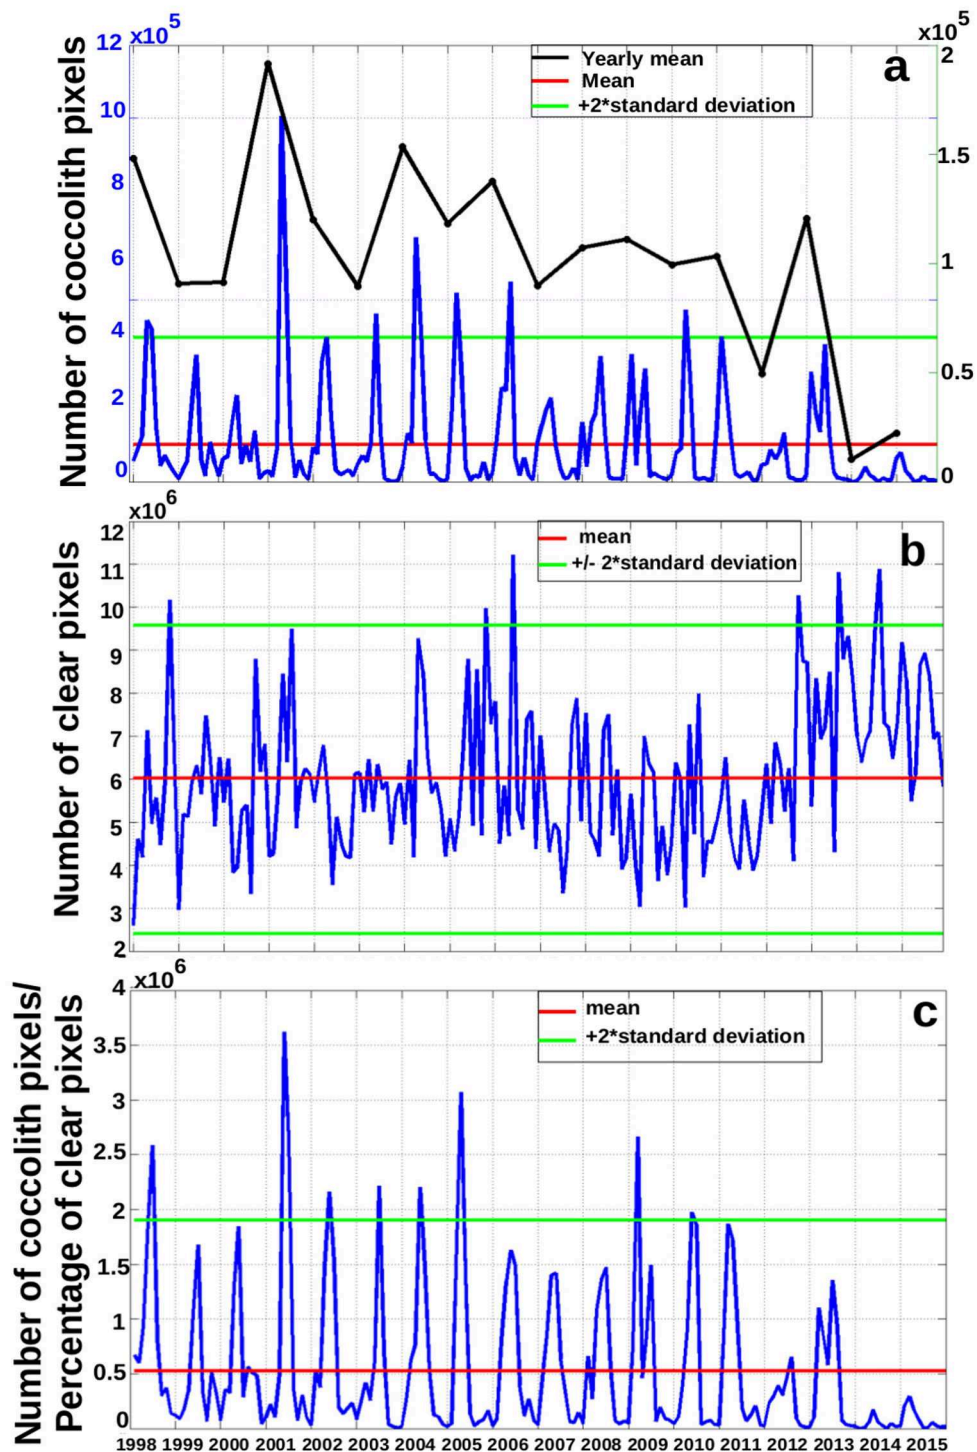 12 x10^5
x10^5
Number of coccolith pixels
a
Yearly mean
Mean
+2*standard deviation
10
8
6
4
2
0
2
1.5
1
0.5
0
x10^6
Number of clear pixels
b
mean
+/- 2*standard deviation
12
11
10
9
8
7
6
5
4
3
2
4 x10^6
Number of coccolith pixels/
Percentage of clear pixels
c
mean
+2*standard deviation
3.5
3
2.5
2
1.5
1
0.5
0
1998 1999 2000 2001 2002 2003 2004 2005 2006 2007 2008 2009 2010 2011 2012 2013 2014 2015